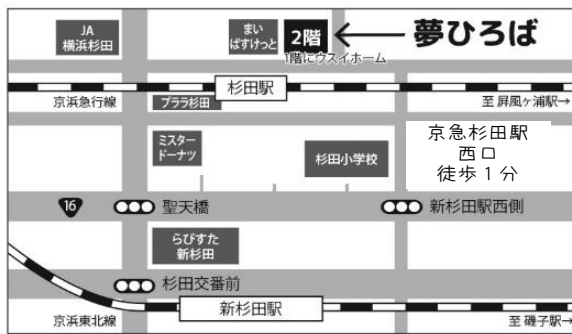 JA
横浜杉田
まい
ばすけっと
2階
夢ひろば
1階にウスイホーム
杉田駅
京浜急行線
プララ杉田
至 屏風ヶ浦駅→
ミスター
ドーナツ
杉田小学校
京急杉田駅
西口
徒歩1分
16
聖天橋
新杉田駅西側
らびすた
新杉田
杉田交番前
新杉田駅
京浜東北線
至 磯子駅→